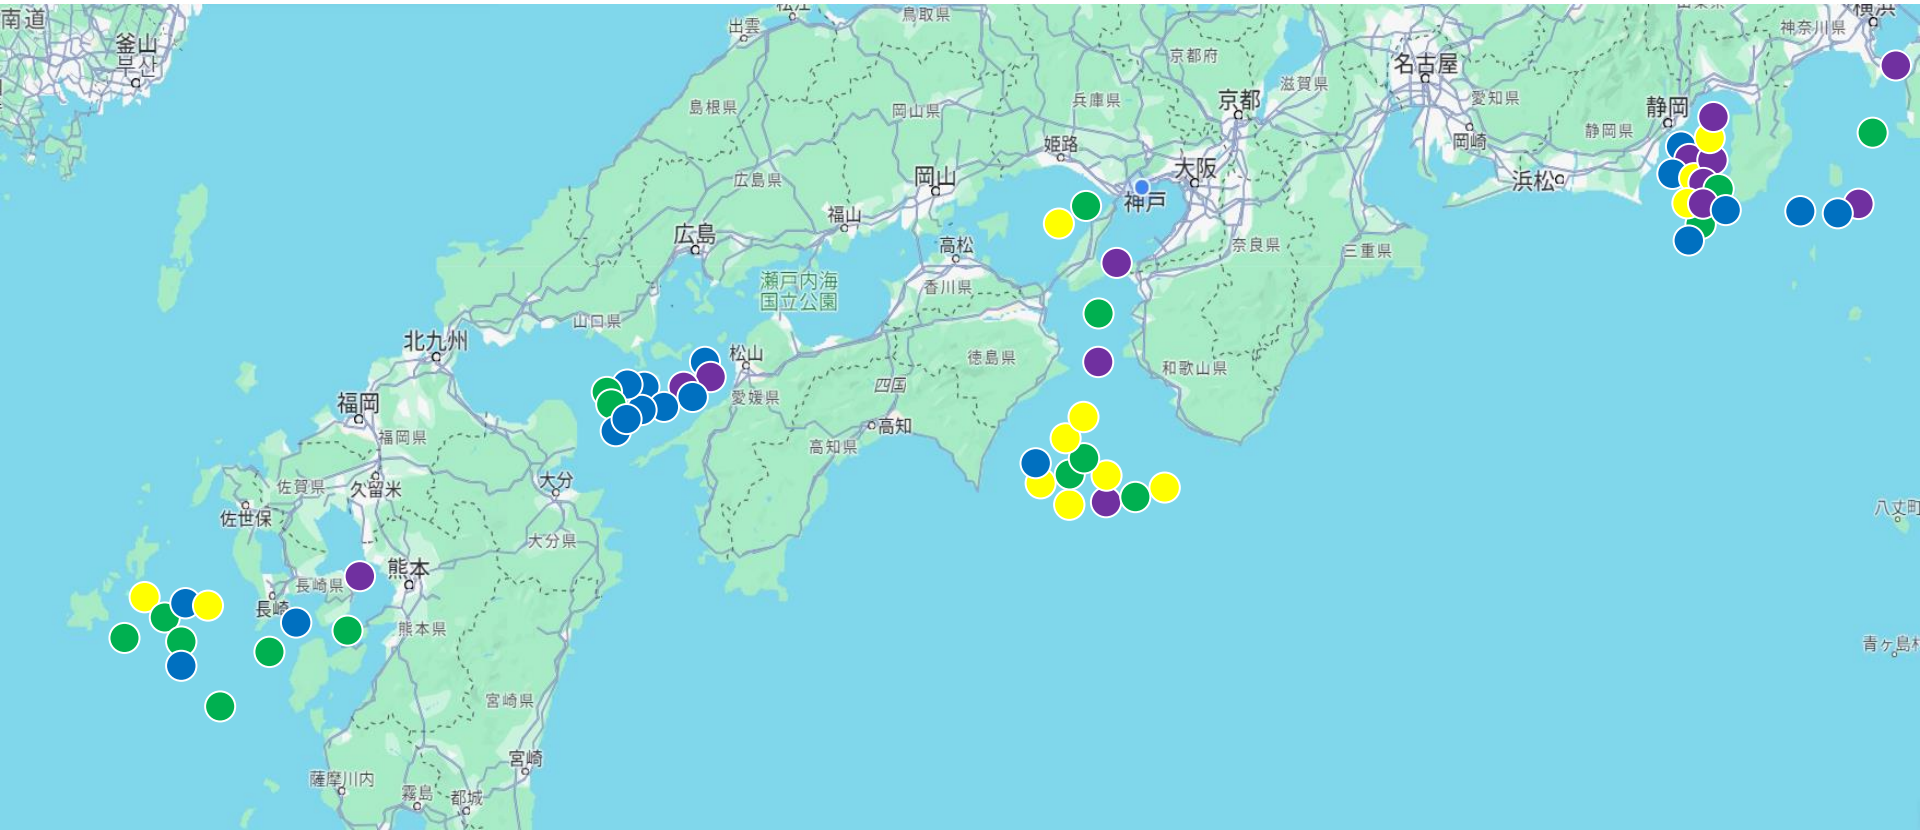 南道
釜山
부산
出雲
鳥取県
京都府
滋賀県
名古屋
神奈川県
横浜
島根県
岡山県
兵庫県
京都
愛知県
静岡
静岡県
岡崎
姫路
大阪
浜松
広島県
岡山
神戸
福山
広島
高松
奈良県
三重県
瀬戸内海
国立公園
香川県
山口県
北九州
松山
徳島県
和歌山県
四国
愛媛県
福岡
福岡県
高知
高知県
佐賀県
久留米
大分
佐世保
八丈町
大分県
長崎県
熊本
長崎
熊本県
青ヶ島村
宮崎県
宮崎
薩摩川内
霧島
都城